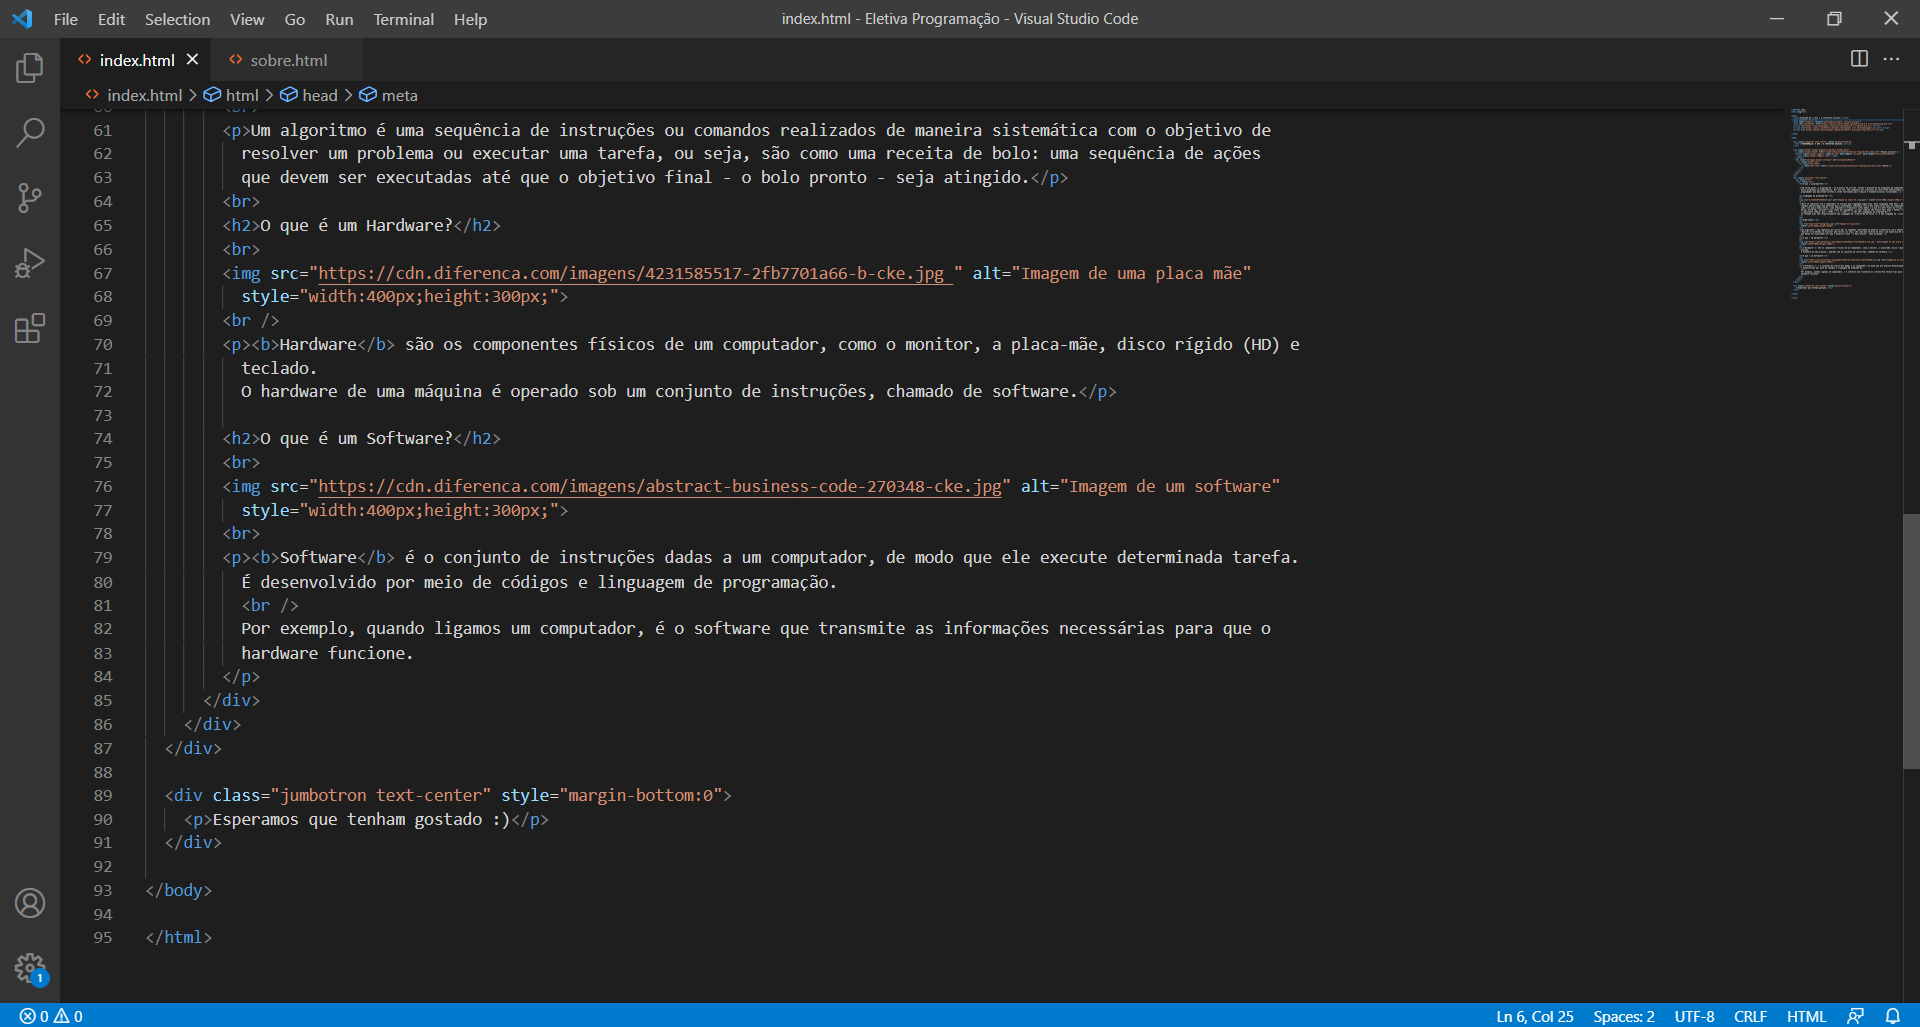 File Edit Selection View Go Run Terminal Help
index.html - Eletiva Programação - Visual Studio Code
index.html sobre.html
index.html > html > head > meta
61 <p>Um algoritmo é uma sequência de instruções ou comandos realizados de maneira sistemática com o objetivo de
62 resolver um problema ou executar uma tarefa, ou seja, são como uma receita de bolo: uma sequência de ações
63 que devem ser executadas até que o objetivo final - o bolo pronto - seja atingido.</p>
64 <br>
65 <h2>O que é um Hardware?</h2>
66 <br>
67 <img src="https://cdn.diferenca.com/imagens/4231585517-2fb7701a66-b-cke.jpg " alt="Imagem de uma placa mãe"
68 style="width:400px;height:300px;">
69 <br />
70 <p><b>Hardware</b> são os componentes físicos de um computador, como o monitor, a placa-mãe, disco rígido (HD) e
71 teclado.
72 O hardware de uma máquina é operado sob um conjunto de instruções, chamado de software.</p>
73
74 <h2>O que é um Software?</h2>
75 <br>
76 <img src="https://cdn.diferenca.com/imagens/abstract-business-code-270348-cke.jpg" alt="Imagem de um software"
77 style="width:400px;height:300px;">
78 <br>
79 <p><b>Software</b> é o conjunto de instruções dadas a um computador, de modo que ele execute determinada tarefa.
80 É desenvolvido por meio de códigos e linguagem de programação.
81 <br />
82 Por exemplo, quando ligamos um computador, é o software que transmite as informações necessárias para que o
83 hardware funcione.
84 </p>
85 </div>
86 </div>
87 </div>
88
89 <div class="jumbotron text-center" style="margin-bottom:0">
90 <p>Esperamos que tenham gostado :)</p>
91 </div>
92
93 </body>
94
95 </html>
1
0 0 Ln 6, Col 25 Spaces: 2 UTF-8 CRLF HTML